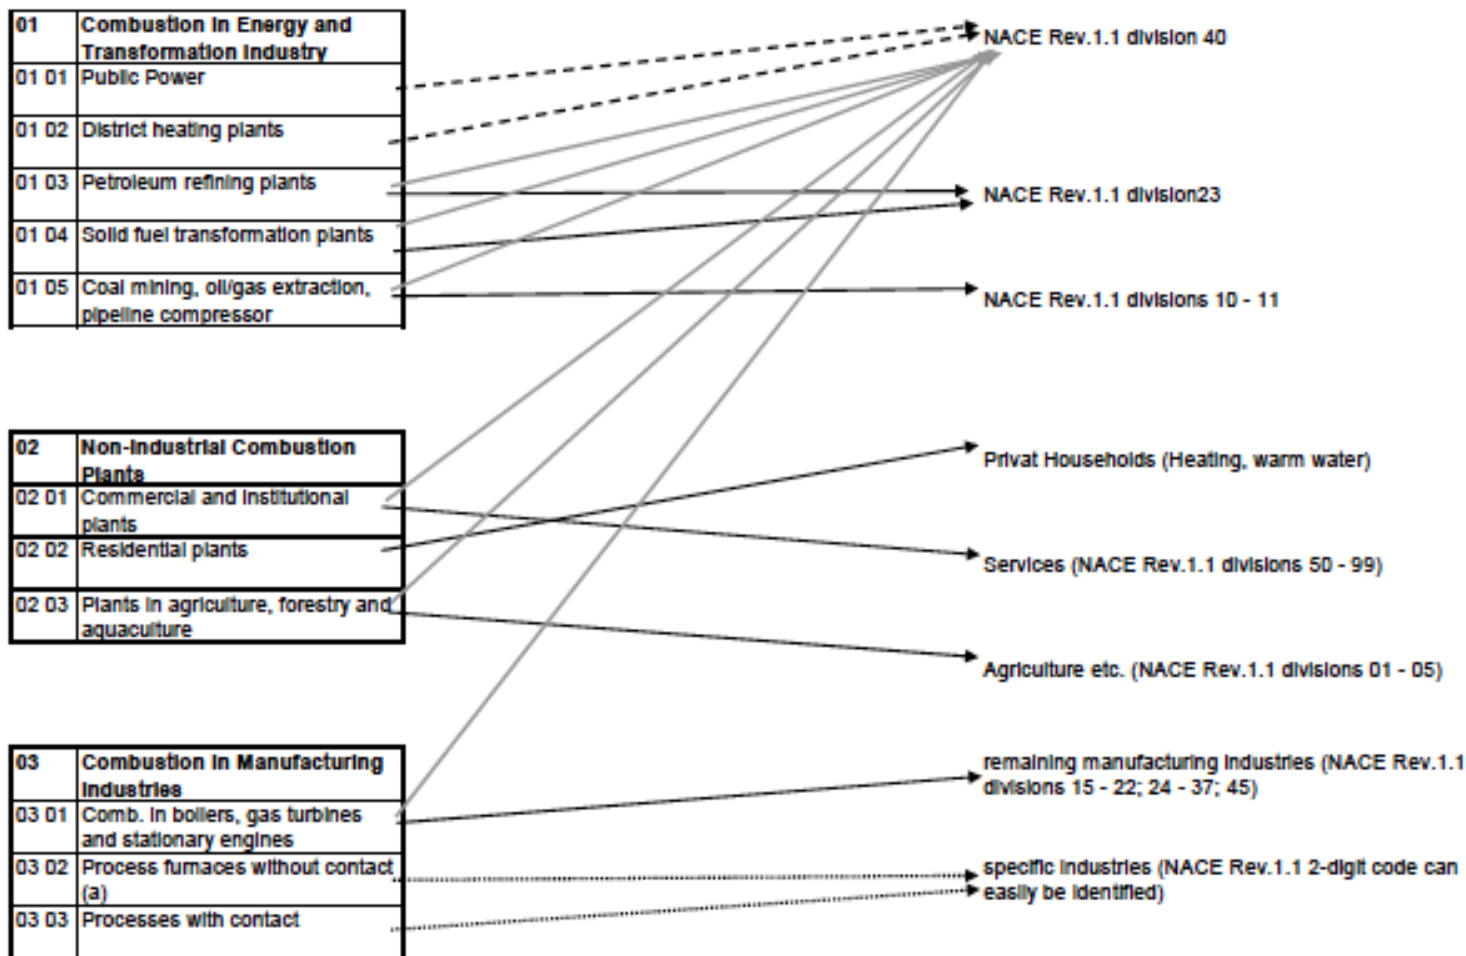 01 Combustion in Energy and
Transformation Industry
NACE Rev.1.1 division 40
01 01 Public Power
01 02 District heating plants
01 03 Petroleum refining plants
NACE Rev.1.1 division23
01 04 Solid fuel transformation plants
01 05 Coal mining, oil/gas extraction,
pipeline compressor
NACE Rev.1.1 divisions 10 - 11
02 Non-industrial Combustion
Plants
Privat Households (Heating, warm water)
02 01 Commercial and institutional
plants
02 02 Residential plants
Services (NACE Rev.1.1 divisions 50 - 99)
02 03 Plants in agriculture, forestry and
aquaculture
Agriculture etc. (NACE Rev.1.1 divisions 01 - 05)
03 Combustion in Manufacturing
Industries
remaining manufacturing industries (NACE Rev.1.1
divisions 15 - 22; 24 - 37; 45)
03 01 Comb. in boilers, gas turbines
and stationary engines
03 02 Process furnaces without contact
(a)
specific industries (NACE Rev.1.1 2-digit code can
easily be identified)
03 03 Processes with contact